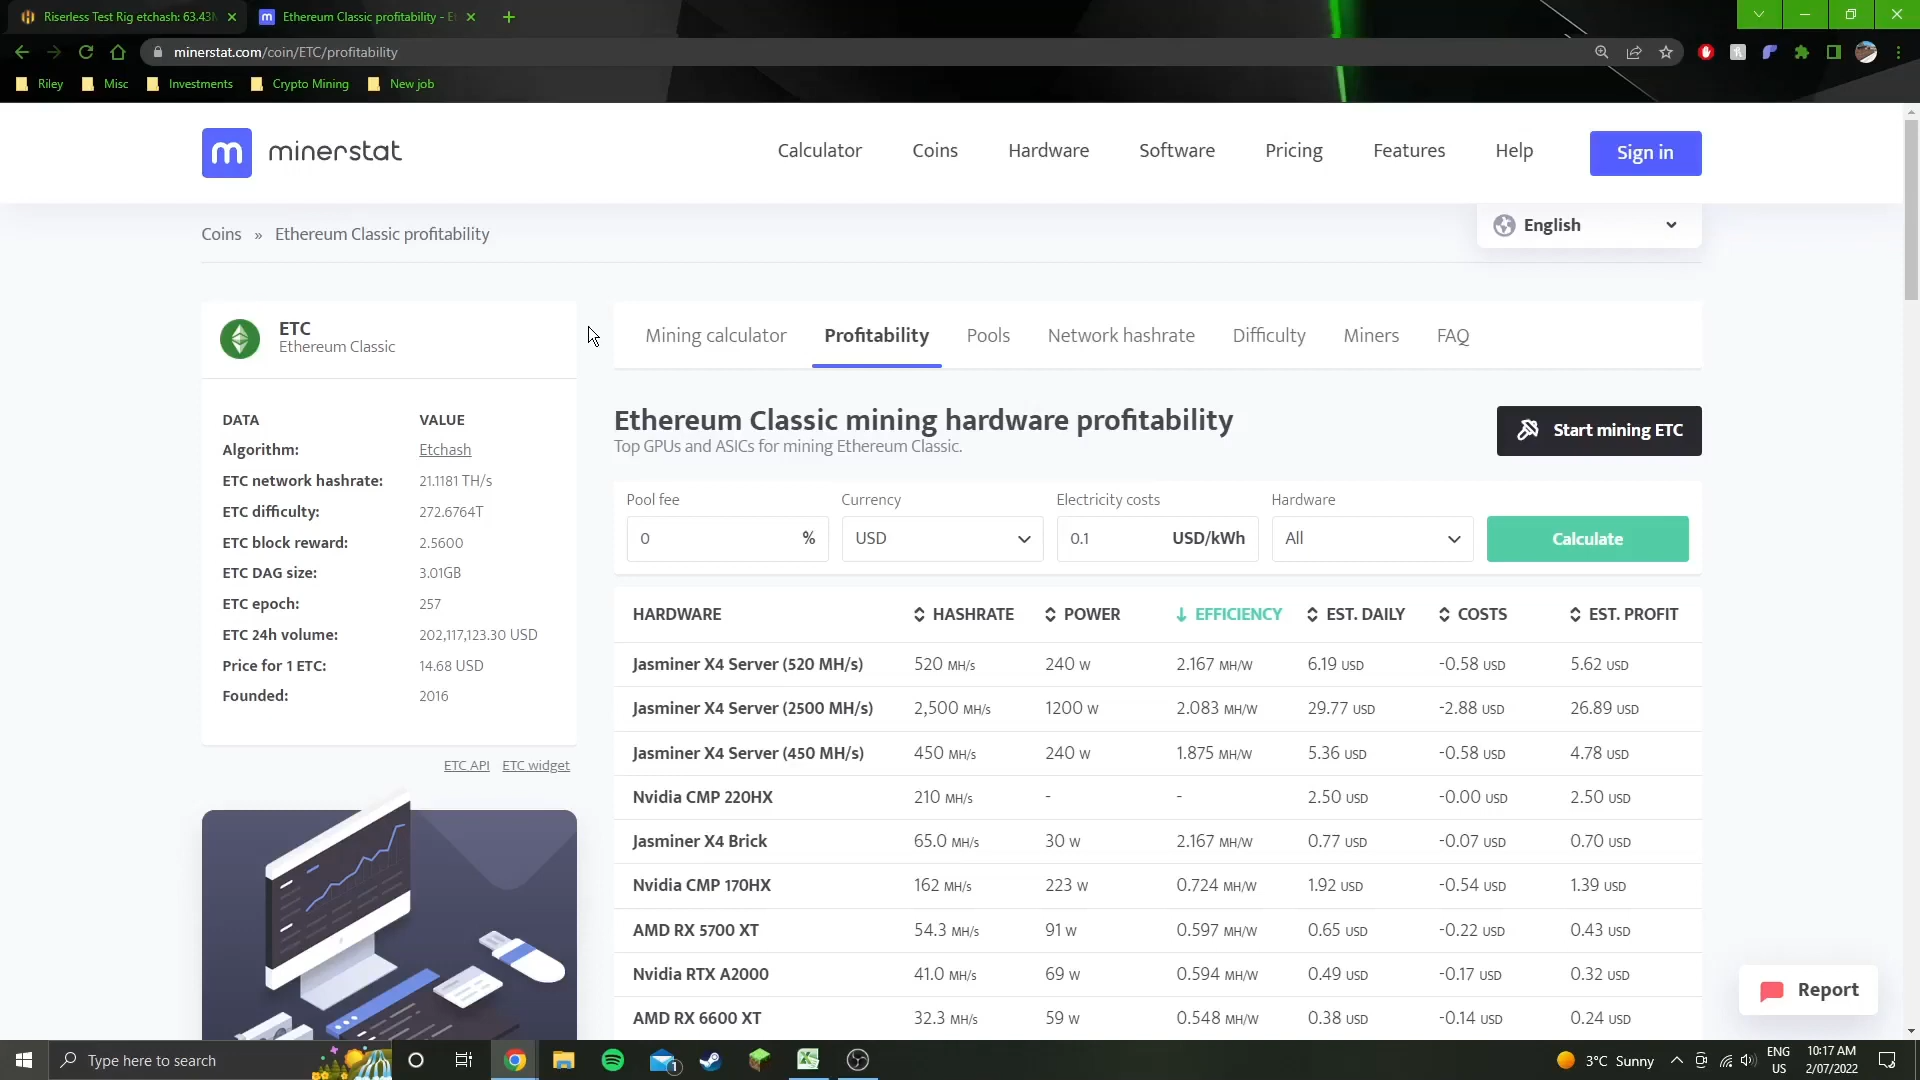 Riserless Test Rig etchash: 63.43M
Ethereum Classic profitability - Et
minerstat.com/coin/ETC/profitability
Riley Misc Investments Crypto Mining New job
m minerstat
Calculator Coins Hardware Software Pricing Features Help Sign in
Coins » Ethereum Classic profitability
English
ETC
Ethereum Classic
Mining calculator Profitability Pools Network hashrate Difficulty Miners FAQ
DATA VALUE
Algorithm: Etchash
ETC network hashrate: 21.1181 TH/s
ETC difficulty: 272.6764T
ETC block reward: 2.5600
ETC DAG size: 3.01GB
ETC epoch: 257
ETC 24h volume: 202,117,123.30 USD
Price for 1 ETC: 14.68 USD
Founded: 2016
ETC API ETC widget
Ethereum Classic mining hardware profitability
Top GPUs and ASICs for mining Ethereum Classic.
Start mining ETC
Pool fee Currency Electricity costs Hardware
0 % USD 0.1 USD/kWh All Calculate
HARDWARE HASHRATE POWER EFFICIENCY EST. DAILY COSTS EST. PROFIT
Jasminer X4 Server (520 MH/s) 520 MH/s 240 W 2.167 MH/W 6.19 USD -0.58 USD 5.62 USD
Jasminer X4 Server (2500 MH/s) 2,500 MH/s 1200 W 2.083 MH/W 29.77 USD -2.88 USD 26.89 USD
Jasminer X4 Server (450 MH/s) 450 MH/s 240 W 1.875 MH/W 5.36 USD -0.58 USD 4.78 USD
Nvidia CMP 220HX 210 MH/s - - 2.50 USD -0.00 USD 2.50 USD
Jasminer X4 Brick 65.0 MH/s 30 W 2.167 MH/W 0.77 USD -0.07 USD 0.70 USD
Nvidia CMP 170HX 162 MH/s 223 W 0.724 MH/W 1.92 USD -0.54 USD 1.39 USD
AMD RX 5700 XT 54.3 MH/s 91 W 0.597 MH/W 0.65 USD -0.22 USD 0.43 USD
Nvidia RTX A2000 41.0 MH/s 69 W 0.594 MH/W 0.49 USD -0.17 USD 0.32 USD
AMD RX 6600 XT 32.3 MH/s 59 W 0.548 MH/W 0.38 USD -0.14 USD 0.24 USD
Report
Type here to search
1
3°C Sunny
ENG
US
10:17 AM
2/07/2022